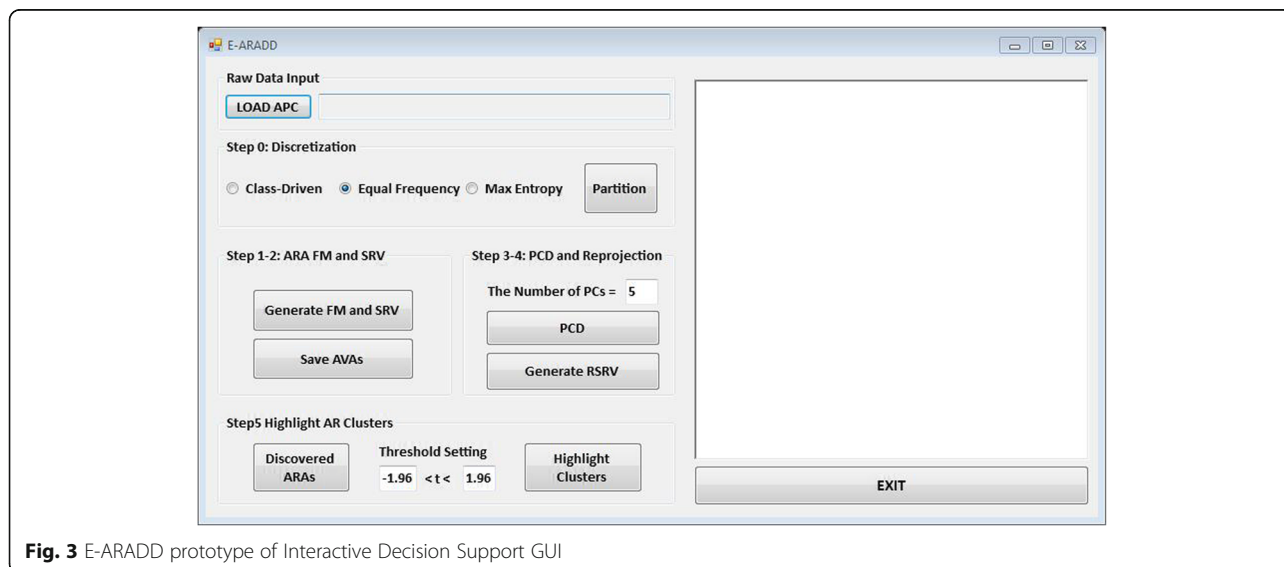 E-ARADD
Raw Data Input
LOAD APC
Step 0: Discretization
Class-Driven
Equal Frequency
Max Entropy
Partition
Step 1-2: ARA FM and SRV
Generate FM and SRV
Save AVAs
Step 3-4: PCD and Reprojection
The Number of PCs = 5
PCD
Generate RSRV
Step5 Highlight AR Clusters
Discovered
ARAs
Threshold Setting
-1.96 < t < 1.96
Highlight
Clusters
EXIT
Fig. 3 E-ARADD prototype of Interactive Decision Support GUI